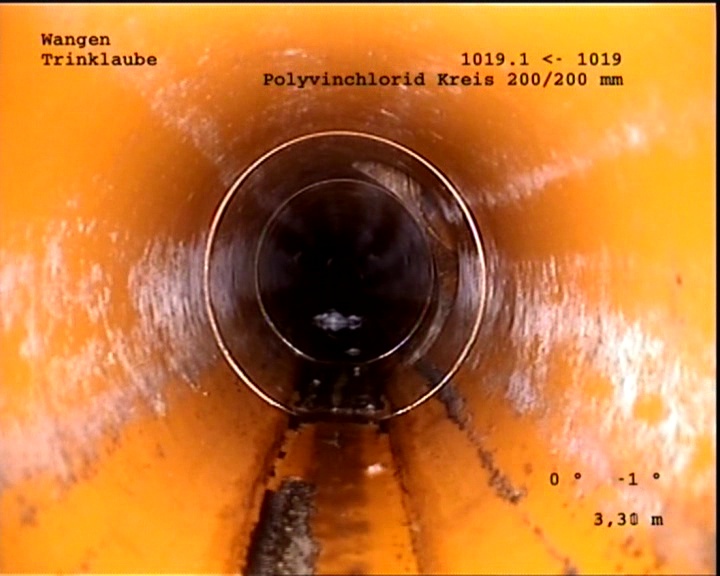 Wangen
Trinklaube
1019.1 <- 1019
Polyvinchlorid Kreis 200/200 mm
0 ° -1 °
m